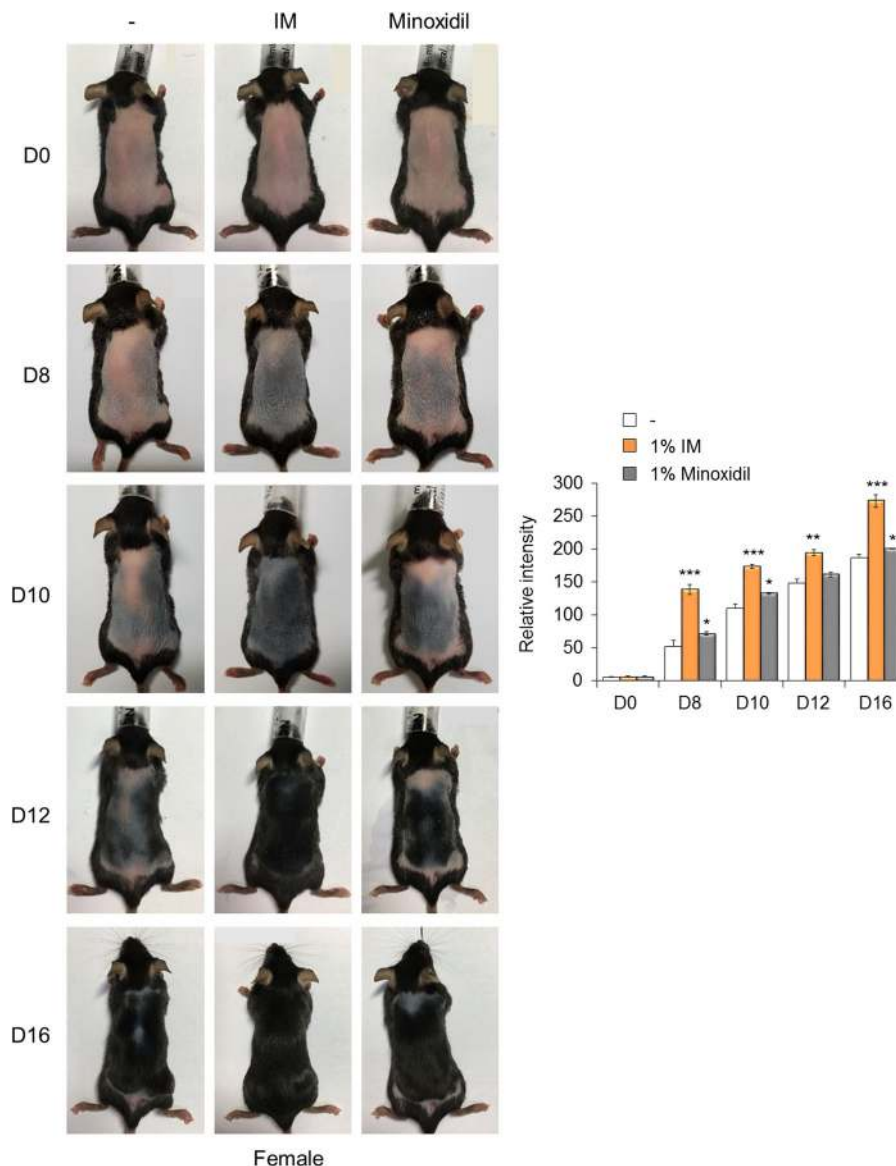 - IM Minoxidil
D0
D8
D10
D12
D16
Female
-
1% IM
1% Minoxidil
Relative intensity
300
250
200
150
100
50
0
***
*
***
*
**
***
*
D0 D8 D10 D12 D16